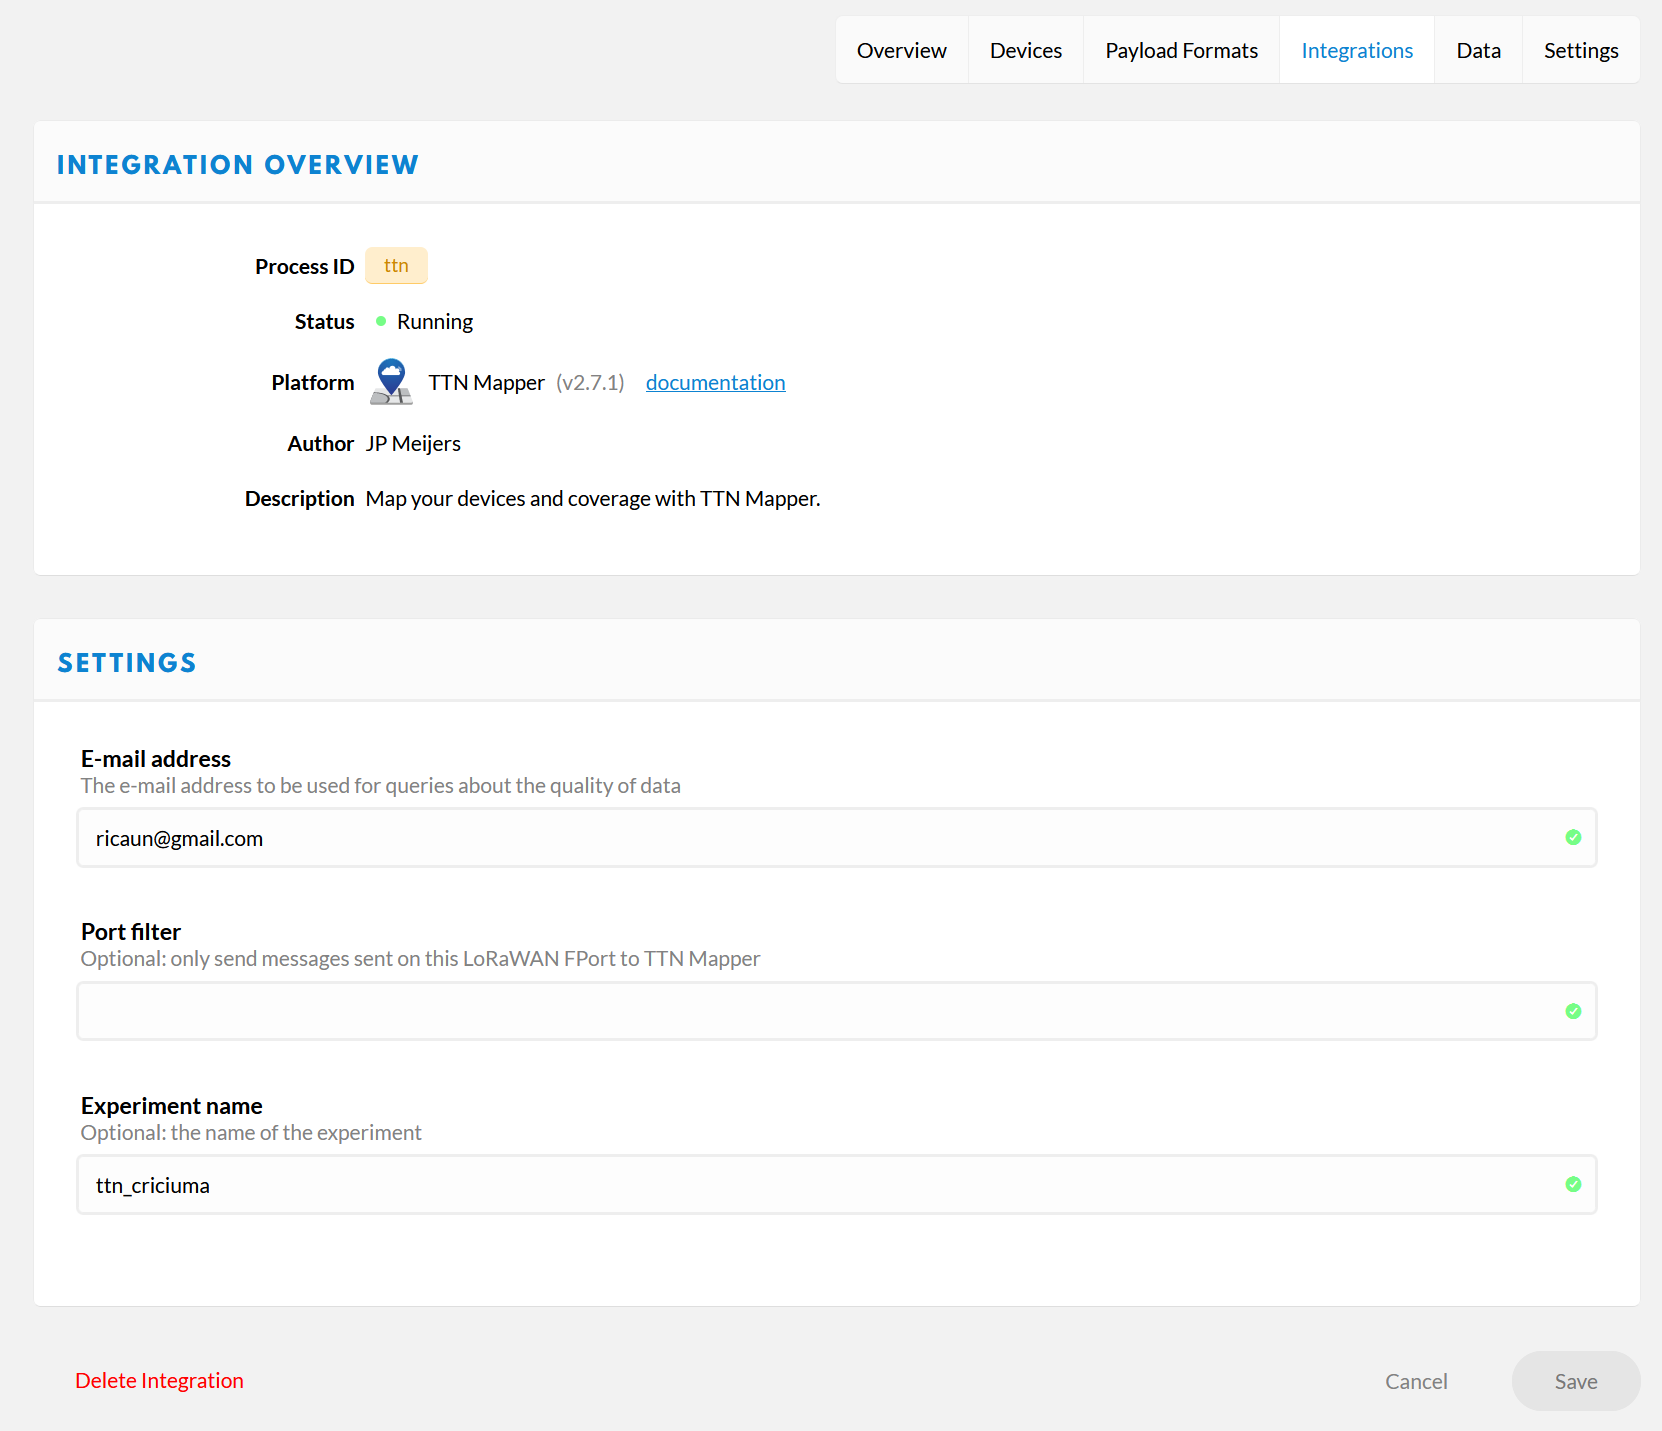 Overview Devices Payload Formats Integrations Data Settings
INTEGRATION OVERVIEW
Process ID ttn
Status Running
Platform TTN Mapper (v2.7.1) documentation
Author JP Meijers
Description Map your devices and coverage with TTN Mapper.
SETTINGS
E-mail address
The e-mail address to be used for queries about the quality of data
ricaun@gmail.com
Port filter
Optional: only send messages sent on this LoRaWAN FPort to TTN Mapper
Experiment name
Optional: the name of the experiment
ttn_criciuma
Delete Integration Cancel Save